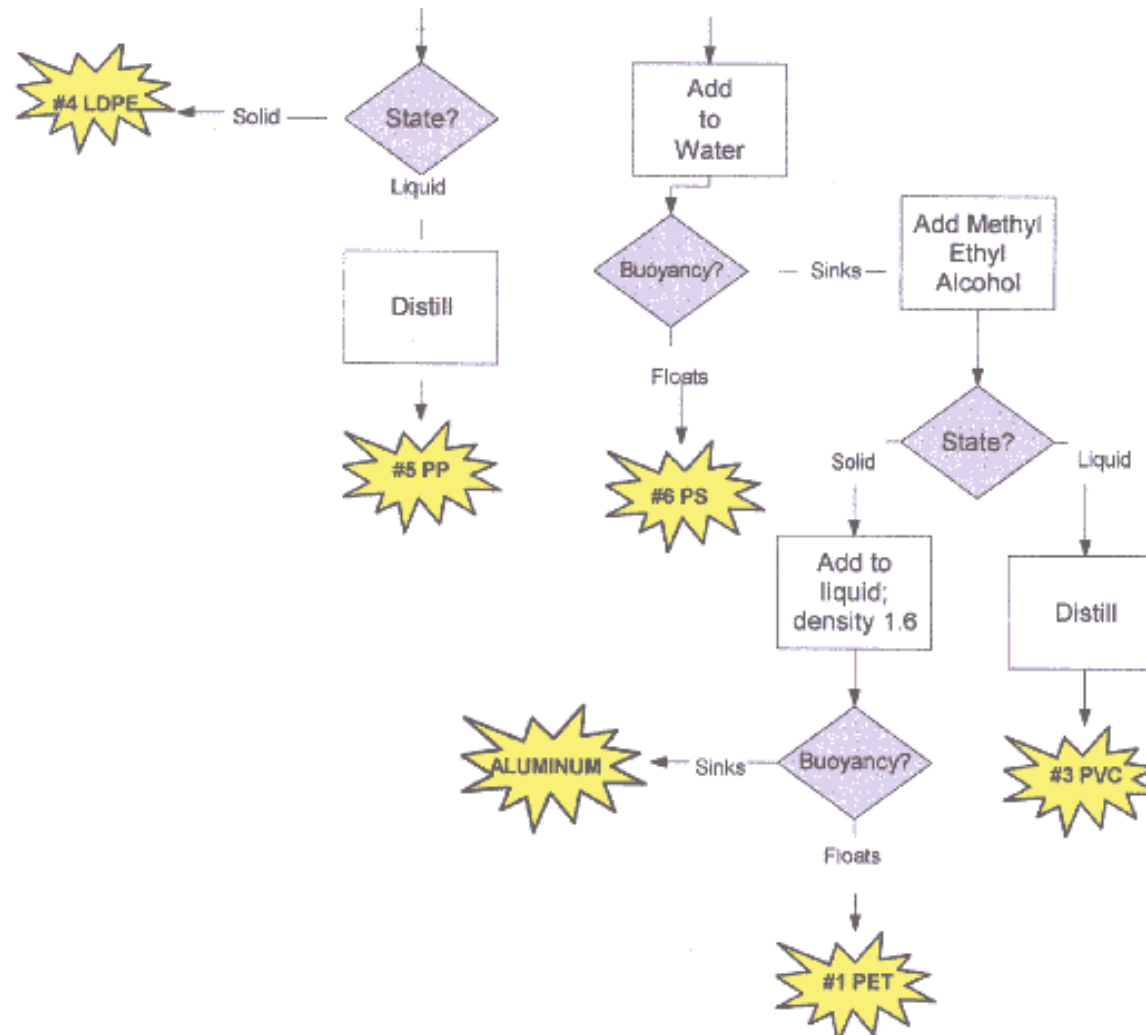 #4 LDPE
Solid
State?
Liquid
Distill
#5 PP
Add
to
Water
Buoyancy?
Sinks
Add Methyl
Ethyl
Alcohol
Floats
#6 PS
State?
Solid
Liquid
Add to
liquid;
density 1.6
Distill
Buoyancy?
Sinks
ALUMINUM
#3 PVC
Floats
#1 PET